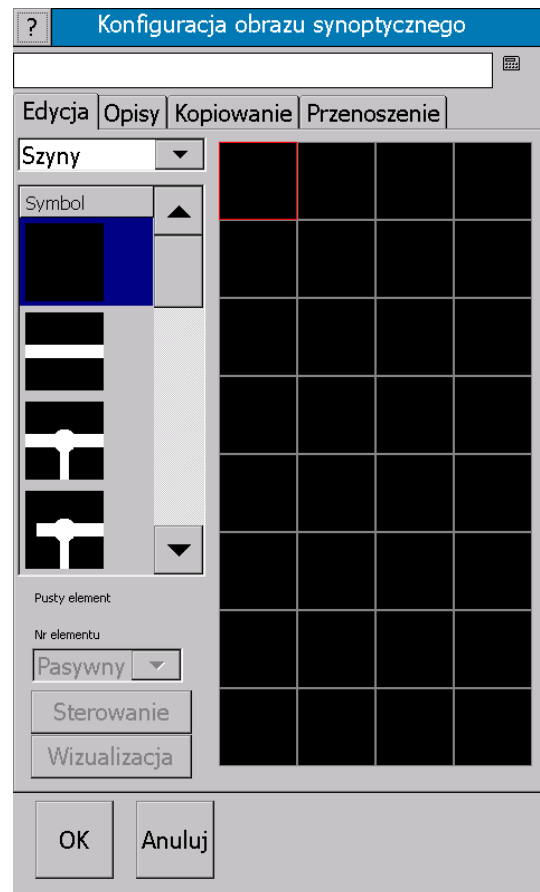 ? Konfiguracja obrazu synoptycznego
Edycja Opisy Kopiowanie Przenoszenie
Szyny
Symbol
Pusty element
Nr elementu
Pasywny
Sterowanie
Wizualizacja
OK Anuluj